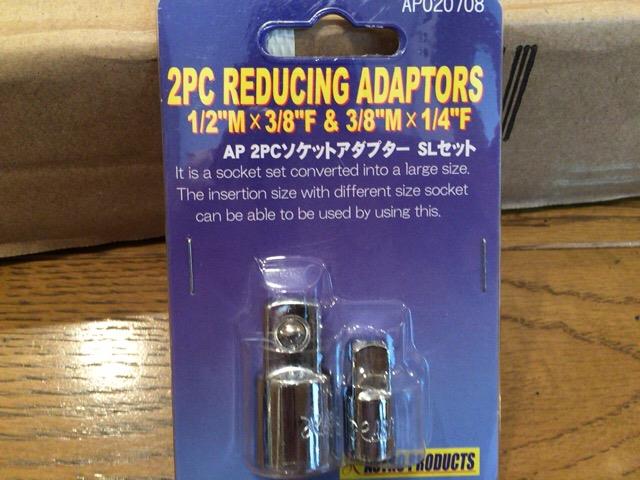 AP020708
2PC REDUCING ADAPTORS
1/2"M×3/8"F & 3/8"M×1/4"F
AP 2PCソケットアダプター SLセット
It is a socket set converted into a large size.
The insertion size with different size socket
can be able to be used by using this.
ASTRO PRODUCTS